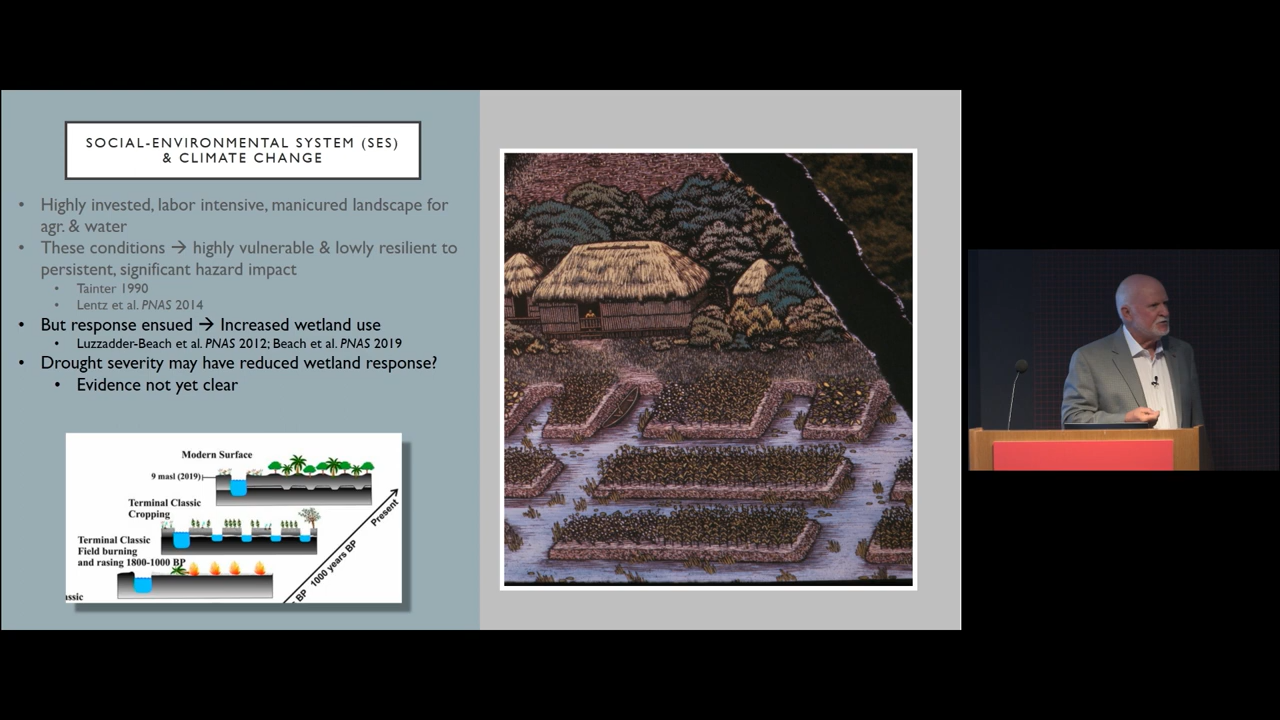 SOCIAL-ENVIRONMENTAL SYSTEM (SES)
& CLIMATE CHANGE
• Highly invested, labor intensive, manicured landscape for
agr. & water
• These conditions → highly vulnerable & lowly resilient to
persistent, significant hazard impact
• Tainter 1990
• Lentz et al. PNAS 2014
• But response ensued → Increased wetland use
• Luzzadder-Beach et al. PNAS 2012; Beach et al. PNAS 2019
• Drought severity may have reduced wetland response?
• Evidence not yet clear
Modern Surface
9 masl (2019)
Terminal Classic
Cropping
Terminal Classic
Field burning
and rasing 1800-1000 BP
ssic
BP 1000 years BP Present